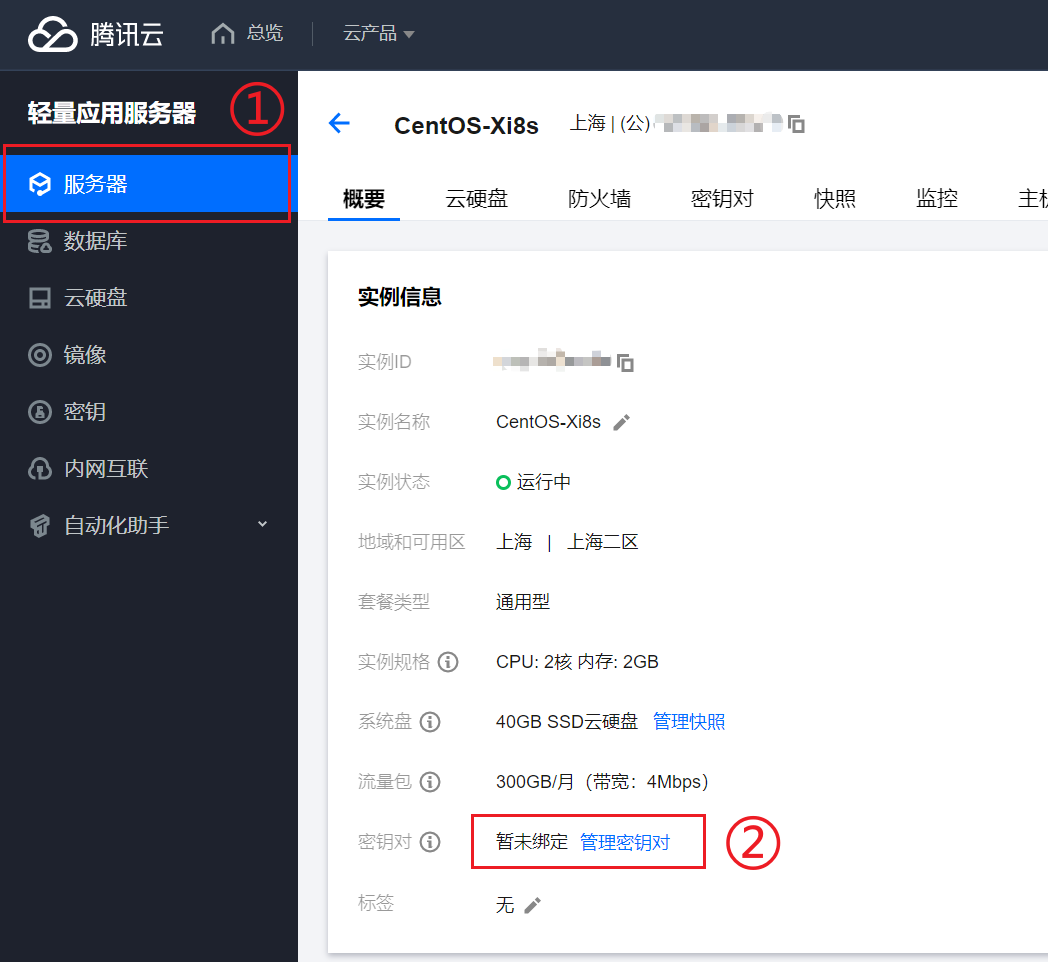 腾讯云 总览 云产品
轻量应用服务器 ①
服务器
数据库
云硬盘
镜像
密钥
内网互联
自动化助手
CentOS-Xi8s 上海 | (公)
概要 云硬盘 防火墙 密钥对 快照 监控 主机
实例信息
实例ID
实例名称 CentOS-Xi8s
实例状态 运行中
地域和可用区 上海 | 上海二区
套餐类型 通用型
实例规格 CPU: 2核 内存: 2GB
系统盘 40GB SSD云硬盘 管理快照
流量包 300GB/月（带宽：4Mbps）
密钥对 暂未绑定 管理密钥对 ②
标签 无